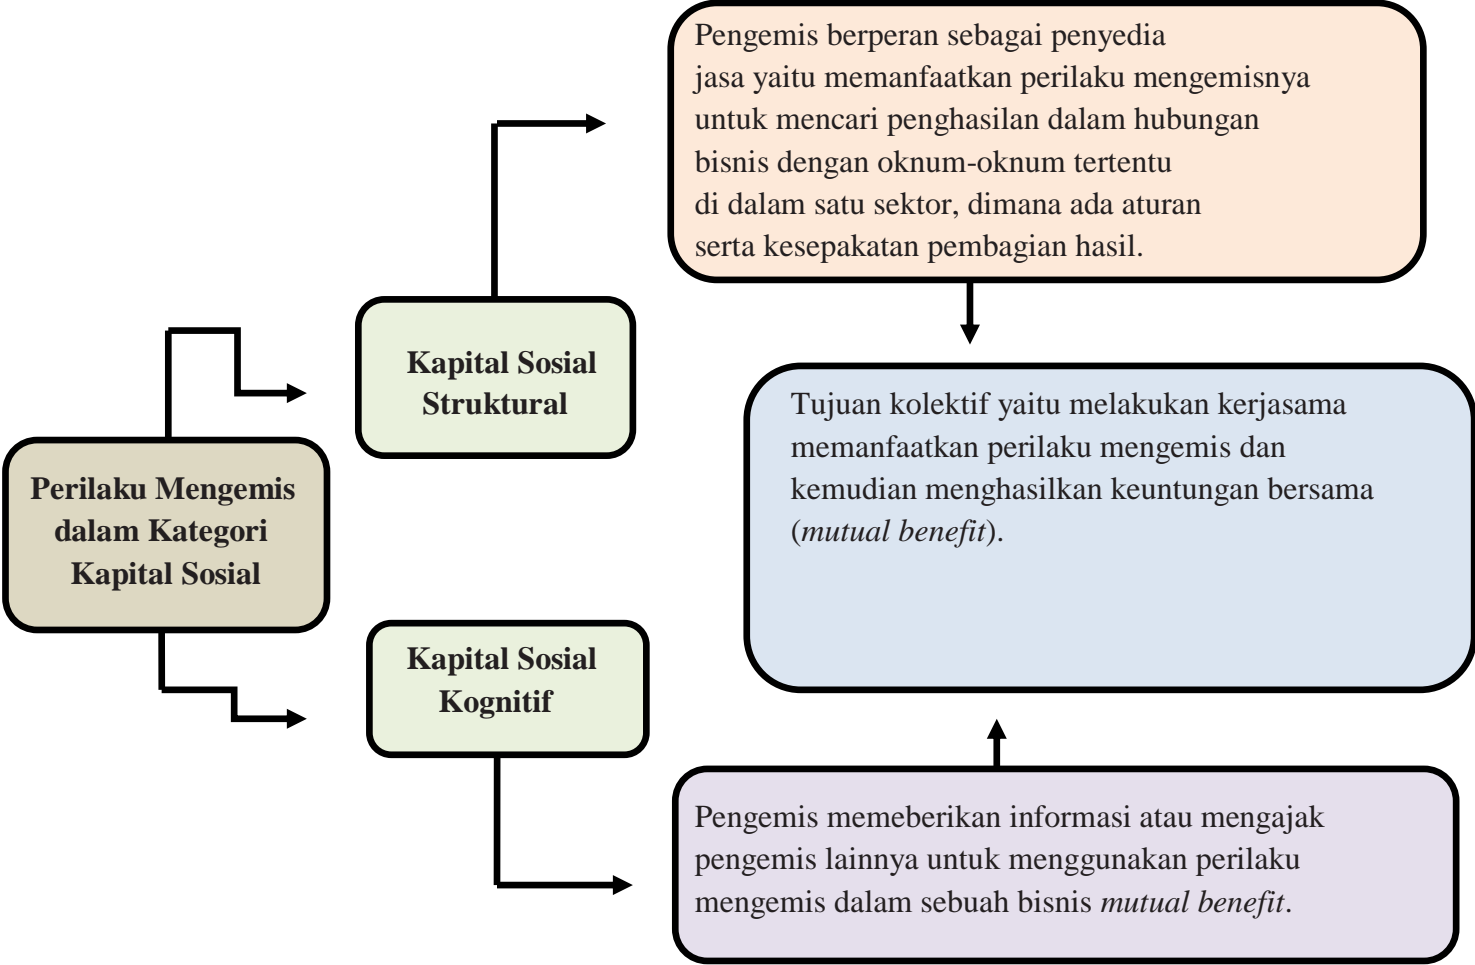 Pengemis berperan sebagai penyedia
jasa yaitu memanfaatkan perilaku mengemisnya
untuk mencari penghasilan dalam hubungan
bisnis dengan oknum-oknum tertentu
di dalam satu sektor, dimana ada aturan
serta kesepakatan pembagian hasil.
Kapital Sosial
Struktural
Tujuan kolektif yaitu melakukan kerjasama
memanfaatkan perilaku mengemis dan
kemudian menghasilkan keuntungan bersama
(mutual benefit).
Perilaku Mengemis
dalam Kategori
Kapital Sosial
Kapital Sosial
Kognitif
Pengemis memeberikan informasi atau mengajak
pengemis lainnya untuk menggunakan perilaku
mengemis dalam sebuah bisnis mutual benefit.